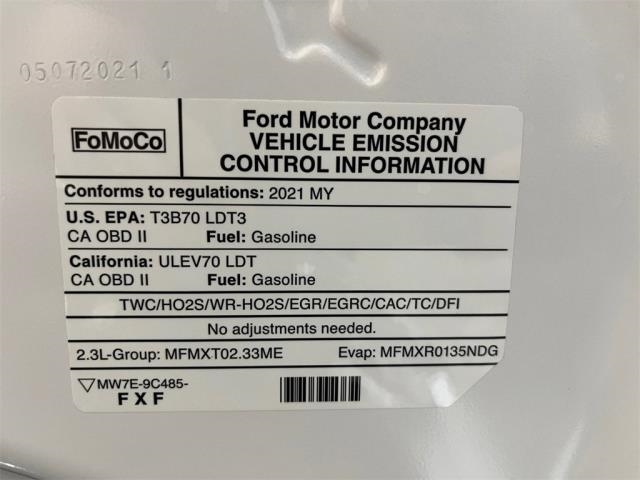 05072021 1
FoMoCo
Ford Motor Company
VEHICLE EMISSION
CONTROL INFORMATION
Conforms to regulations: 2021 MY
U.S. EPA: T3B70 LDT3
CA OBD II Fuel: Gasoline
California: ULEV70 LDT
CA OBD II Fuel: Gasoline
TWC/HO2S/WR-HO2S/EGR/EGRC/CAC/TC/DFI
No adjustments needed.
2.3L-Group: MFMXT02.33ME Evap: MFMXR0135NDG
MW7E-9C485-
FXF